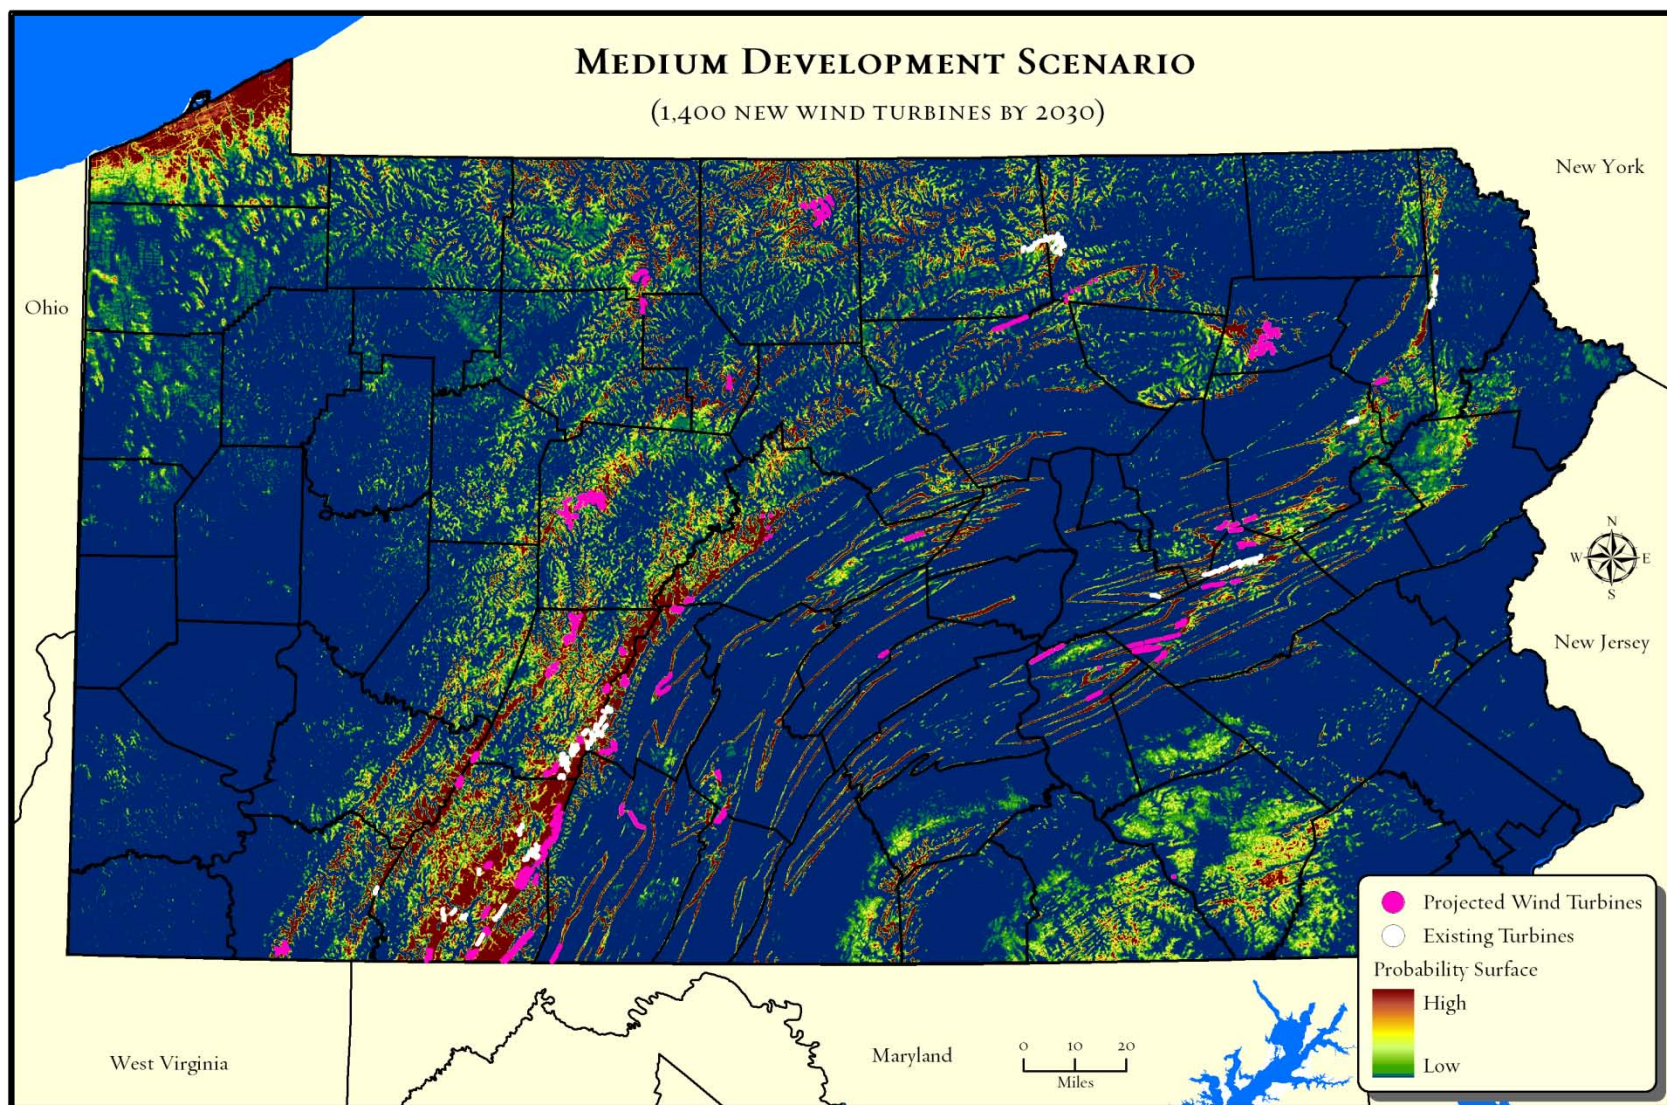 MEDIUM DEVELOPMENT SCENARIO
(1,400 NEW WIND TURBINES BY 2030)
New York
Ohio
N
W E
S
New Jersey
Projected Wind Turbines
Existing Turbines
Probability Surface
High
Low
West Virginia
Maryland
0 10 20
Miles